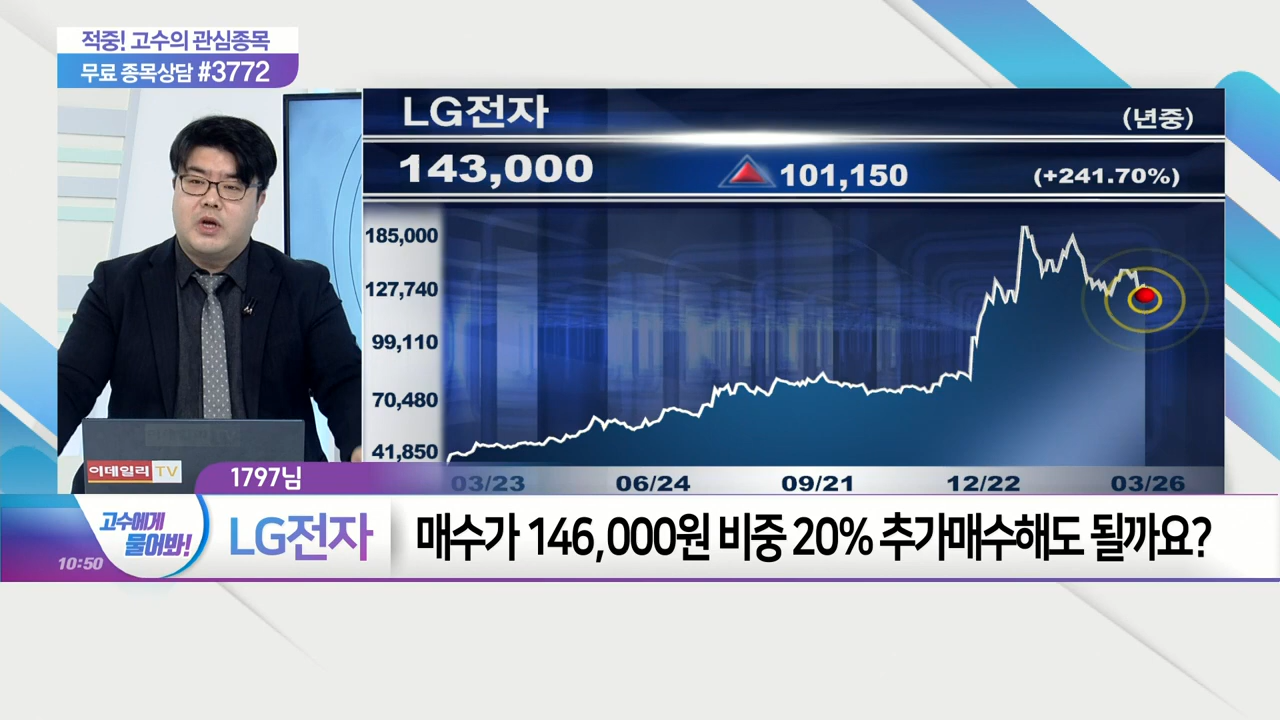 적중! 고수의 관심종목
무료 종목상담 #3772
LG전자
(년중)
143,000 ▲ 101,150 (+241.70%)
185,000
127,740
99,110
70,480
41,850
03/23 06/24 09/21 12/22 03/26
이데일리 TV
1797님
고수에게
물어봐!
10:50
LG전자
매수가 146,000원 비중 20% 추가매수해도 될까요?